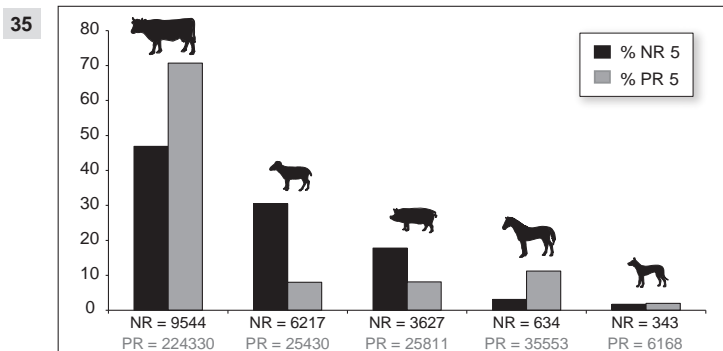 35
80
70
60
50
40
30
20
10
0
% NR 5
% PR 5
NR = 9544 NR = 6217 NR = 3627 NR = 634 NR = 343
PR = 224330 PR = 25430 PR = 25811 PR = 35553 PR = 6168